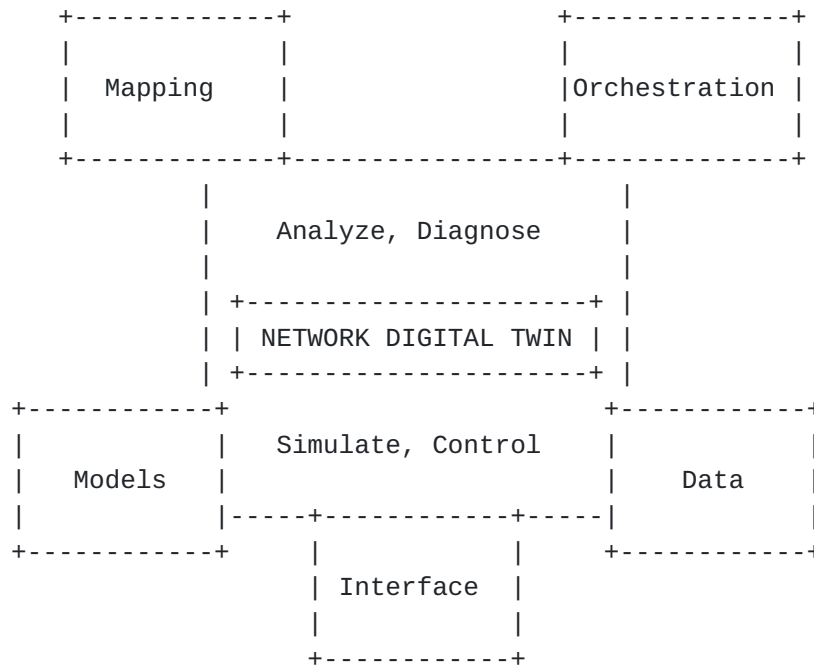 Mapping
Orchestration
Analyze, Diagnose
NETWORK DIGITAL TWIN
Simulate, Control
Models
Data
Interface